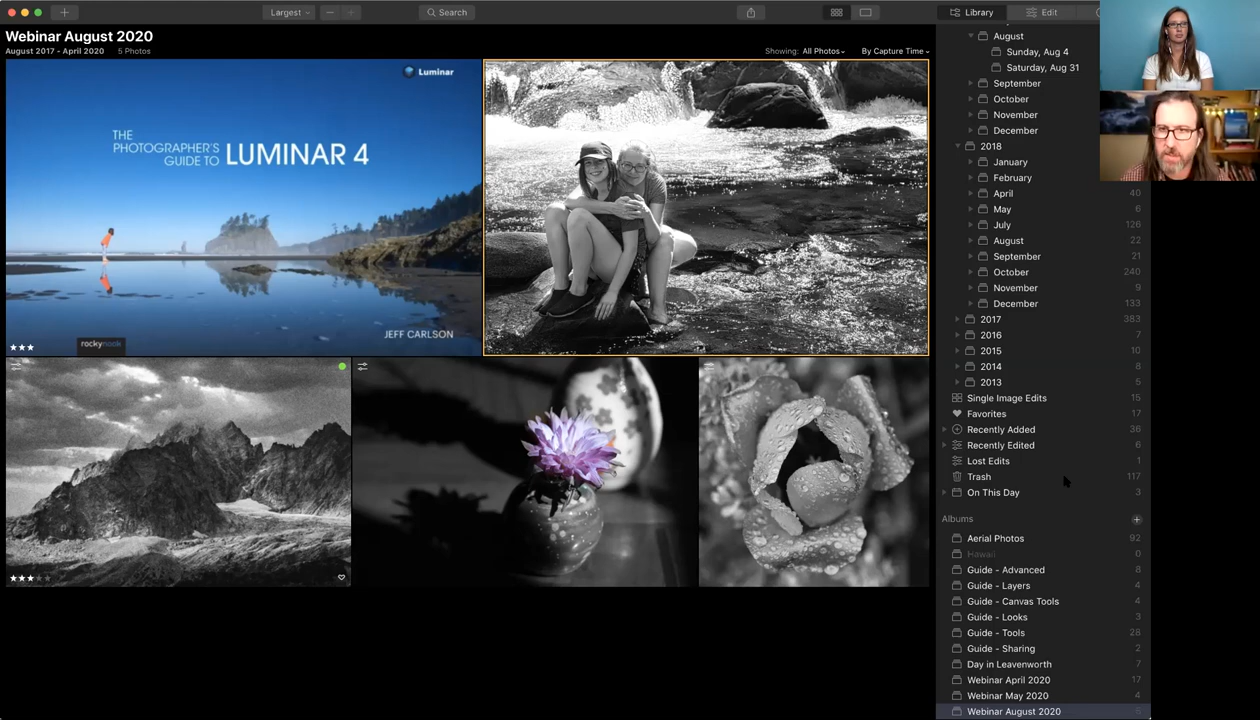 Largest
Search
Library
Edit
Webinar August 2020
August 2017 - April 2020 5 Photos
Showing: All Photos
By Capture Time
Luminar
THE
PHOTOGRAPHER'S
GUIDE TO LUMINAR 4
JEFF CARLSON
rockynook
August
Sunday, Aug 4
Saturday, Aug 31
September
October
November
December
2018
January
February
April 40
May 6
July 126
August 22
September 21
October 240
November 9
December 133
2017 383
2016 7
2015 10
2014 8
2013 5
Single Image Edits 15
Favorites 17
Recently Added 36
Recently Edited 6
Lost Edits 1
Trash 117
On This Day 3
Albums
Aerial Photos 92
Hawaii 0
Guide - Advanced 8
Guide - Layers 4
Guide - Canvas Tools 4
Guide - Looks 3
Guide - Tools 28
Guide - Sharing 2
Day in Leavenworth 7
Webinar April 2020 17
Webinar May 2020 4
Webinar August 2020 5